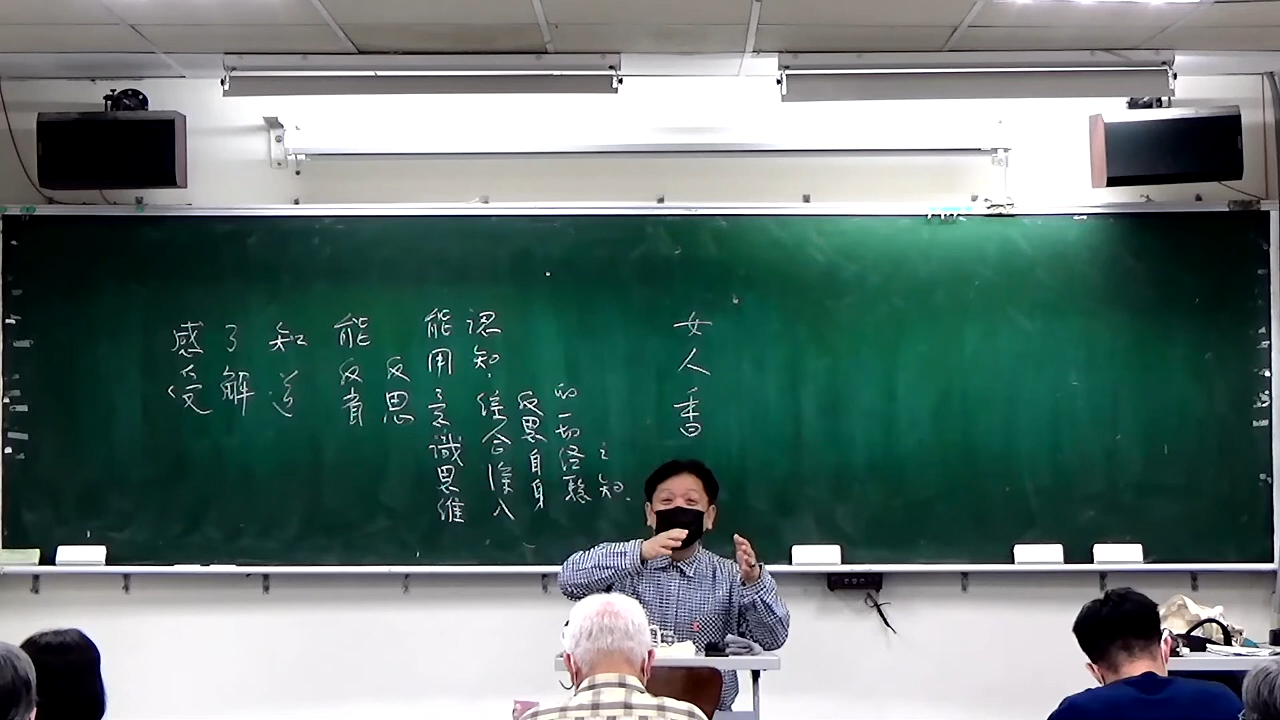 感受
了解
知道
能反省
反思
能用意識思維
認知,綜合深入
反思自身
的一切經驗
之知.
女人香